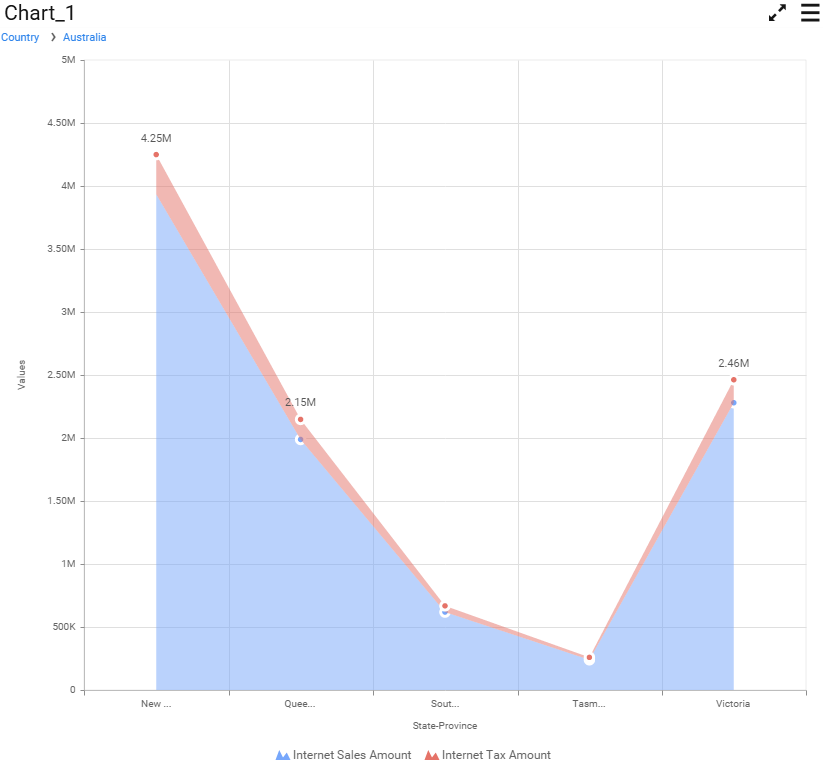 Chart_1
Country ❯ Australia
5M
4.50M
4.25M
4M
3.50M
3M
2.50M
2.46M
2.15M
2M
1.50M
1M
500K
0
Values
New ... Quee... Sout... Tasm... Victoria
State-Province
Internet Sales Amount Internet Tax Amount